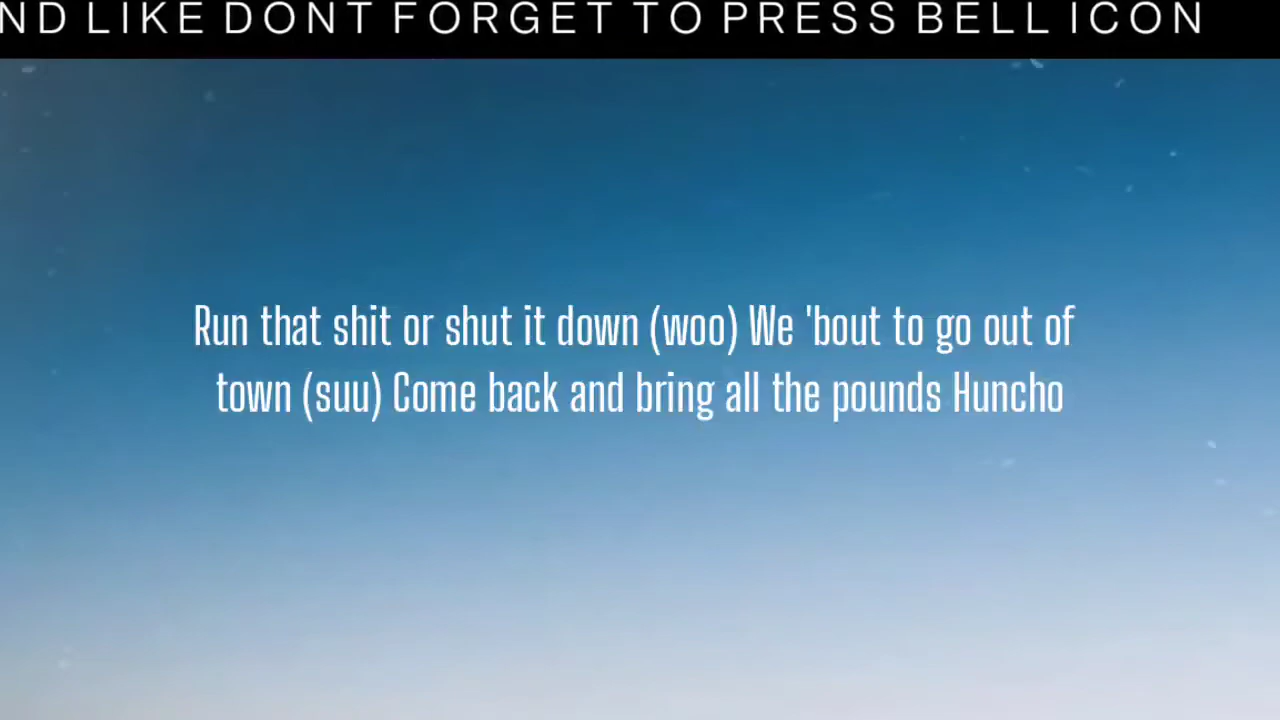 ND LIKE DONT FORGET TO PRESS BELL ICON
Run that shit or shut it down (woo) We 'bout to go out of
town (suu) Come back and bring all the pounds Huncho